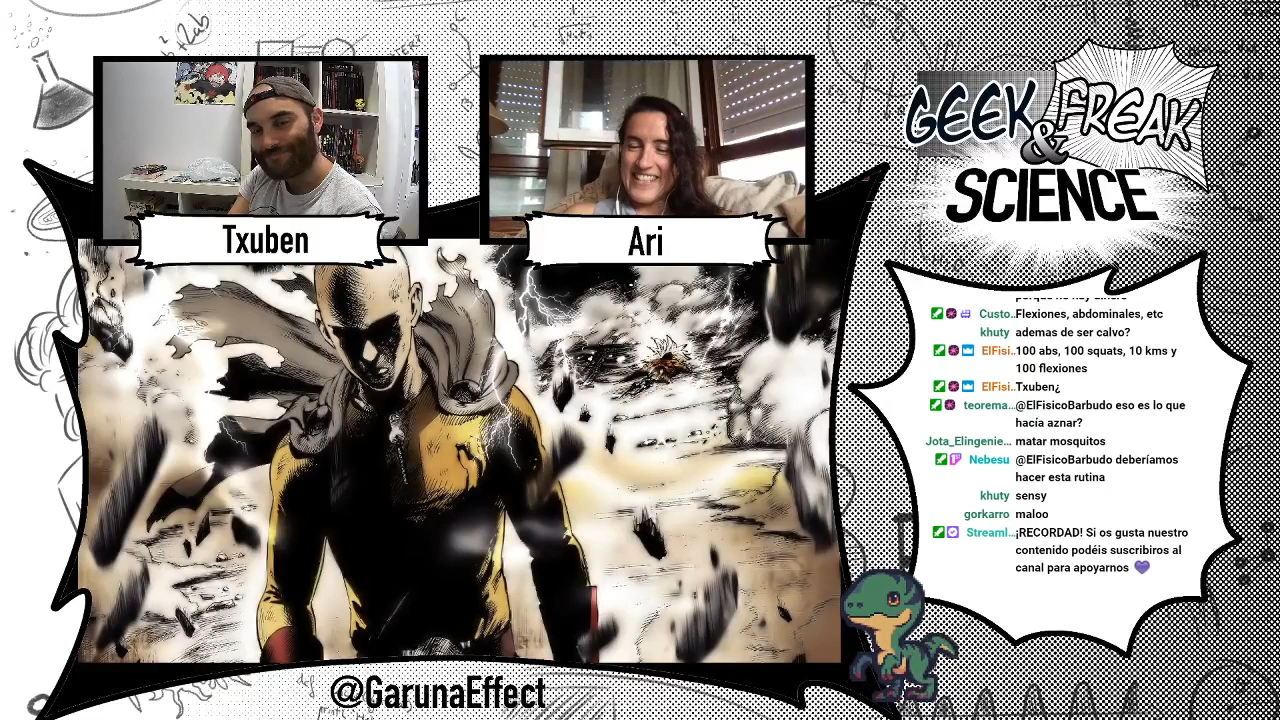 Txuben
Ari
GEEK
&
FREAK
SCIENCE
Custo.. Flexiones, abdominales, etc
khuty ademas de ser calvo?
ElFisi.. 100 abs, 100 squats, 10 kms y
100 flexiones
ElFisi.. Txuben¿
teorema... @ElFisicoBarbudo eso es lo que
hacía aznar?
Jota_Elingenie... matar mosquitos
Nebesu @ElFisicoBarbudo deberíamos
hacer esta rutina
khuty sensy
gorkarro maloo
Streaml... ¡RECORDAD! Si os gusta nuestro
contenido podéis suscribiros al
canal para apoyarnos 💜
@GarunaEffect